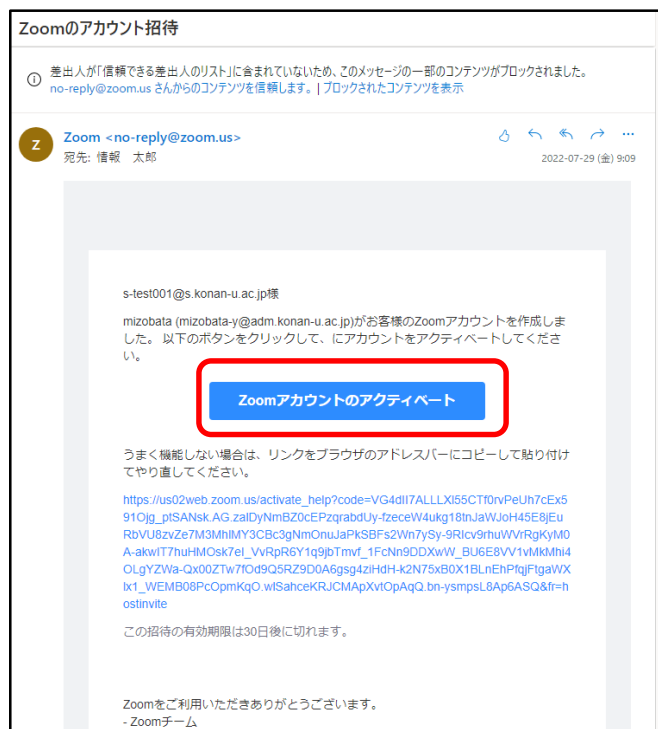 Zoomのアカウント招待
差出人が「信頼できる差出人のリスト」に含まれていないため、このメッセージの一部のコンテンツがブロックされました。
no-reply@zoom.us さんからのコンテンツを信頼します。 | ブロックされたコンテンツを表示
Z
Zoom <no-reply@zoom.us>
宛先: 情報　太郎
2022-07-29 (金) 9:09
s-test001@s.konan-u.ac.jp様
mizobata (mizobata-y@adm.konan-u.ac.jp)がお客様のZoomアカウントを作成しま
した。 以下のボタンをクリックして、にアカウントをアクティベートしてくださ
い。
Zoomアカウントのアクティベート
うまく機能しない場合は、リンクをブラウザのアドレスバーにコピーして貼り付け
てやり直してください。
https://us02web.zoom.us/activate_help?code=VG4dII7ALLLXl55CTf0rvPeUh7cEx5
91Ojg_ptSANsk.AG.zalDyNmBZ0cEPzqrabdUy-fzeceW4ukg18tnJaWJoH45E8jEu
RbVU8zvZe7M3MhlMY3CBc3gNmOnuJaPkSBFs2Wn7ySy-9Rlcv9rhuWVrRgKyM0
A-akwIT7huHMOsk7eI_VvRpR6Y1q9jbTmvf_1FcNn9DDXwW_BU6E8VV1vMkMhi4
OLgYZWa-Qx00ZTw7fOd9Q5RZ9D0A6gsg4ziHdH-k2N75xB0X1BLnEhPfqjFtgaWX
lx1_WEMB08PcOpmKqO.wlSahceKRJCMApXvtOpAqQ.bn-ysmpsL8Ap6ASQ&fr=h
ostinvite
この招待の有効期限は30日後に切れます。
Zoomをご利用いただきありがとうございます。
- Zoomチーム